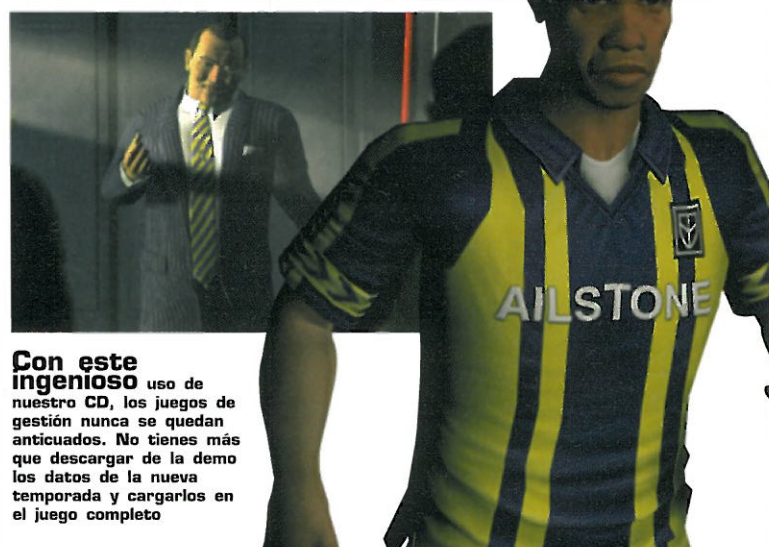 AILSTONE
Con este
ingenioso uso de
nuestro CD, los juegos de
gestión nunca se quedan
anticuados. No tienes más
que descargar de la demo
los datos de la nueva
temporada y cargarlos en
el juego completo